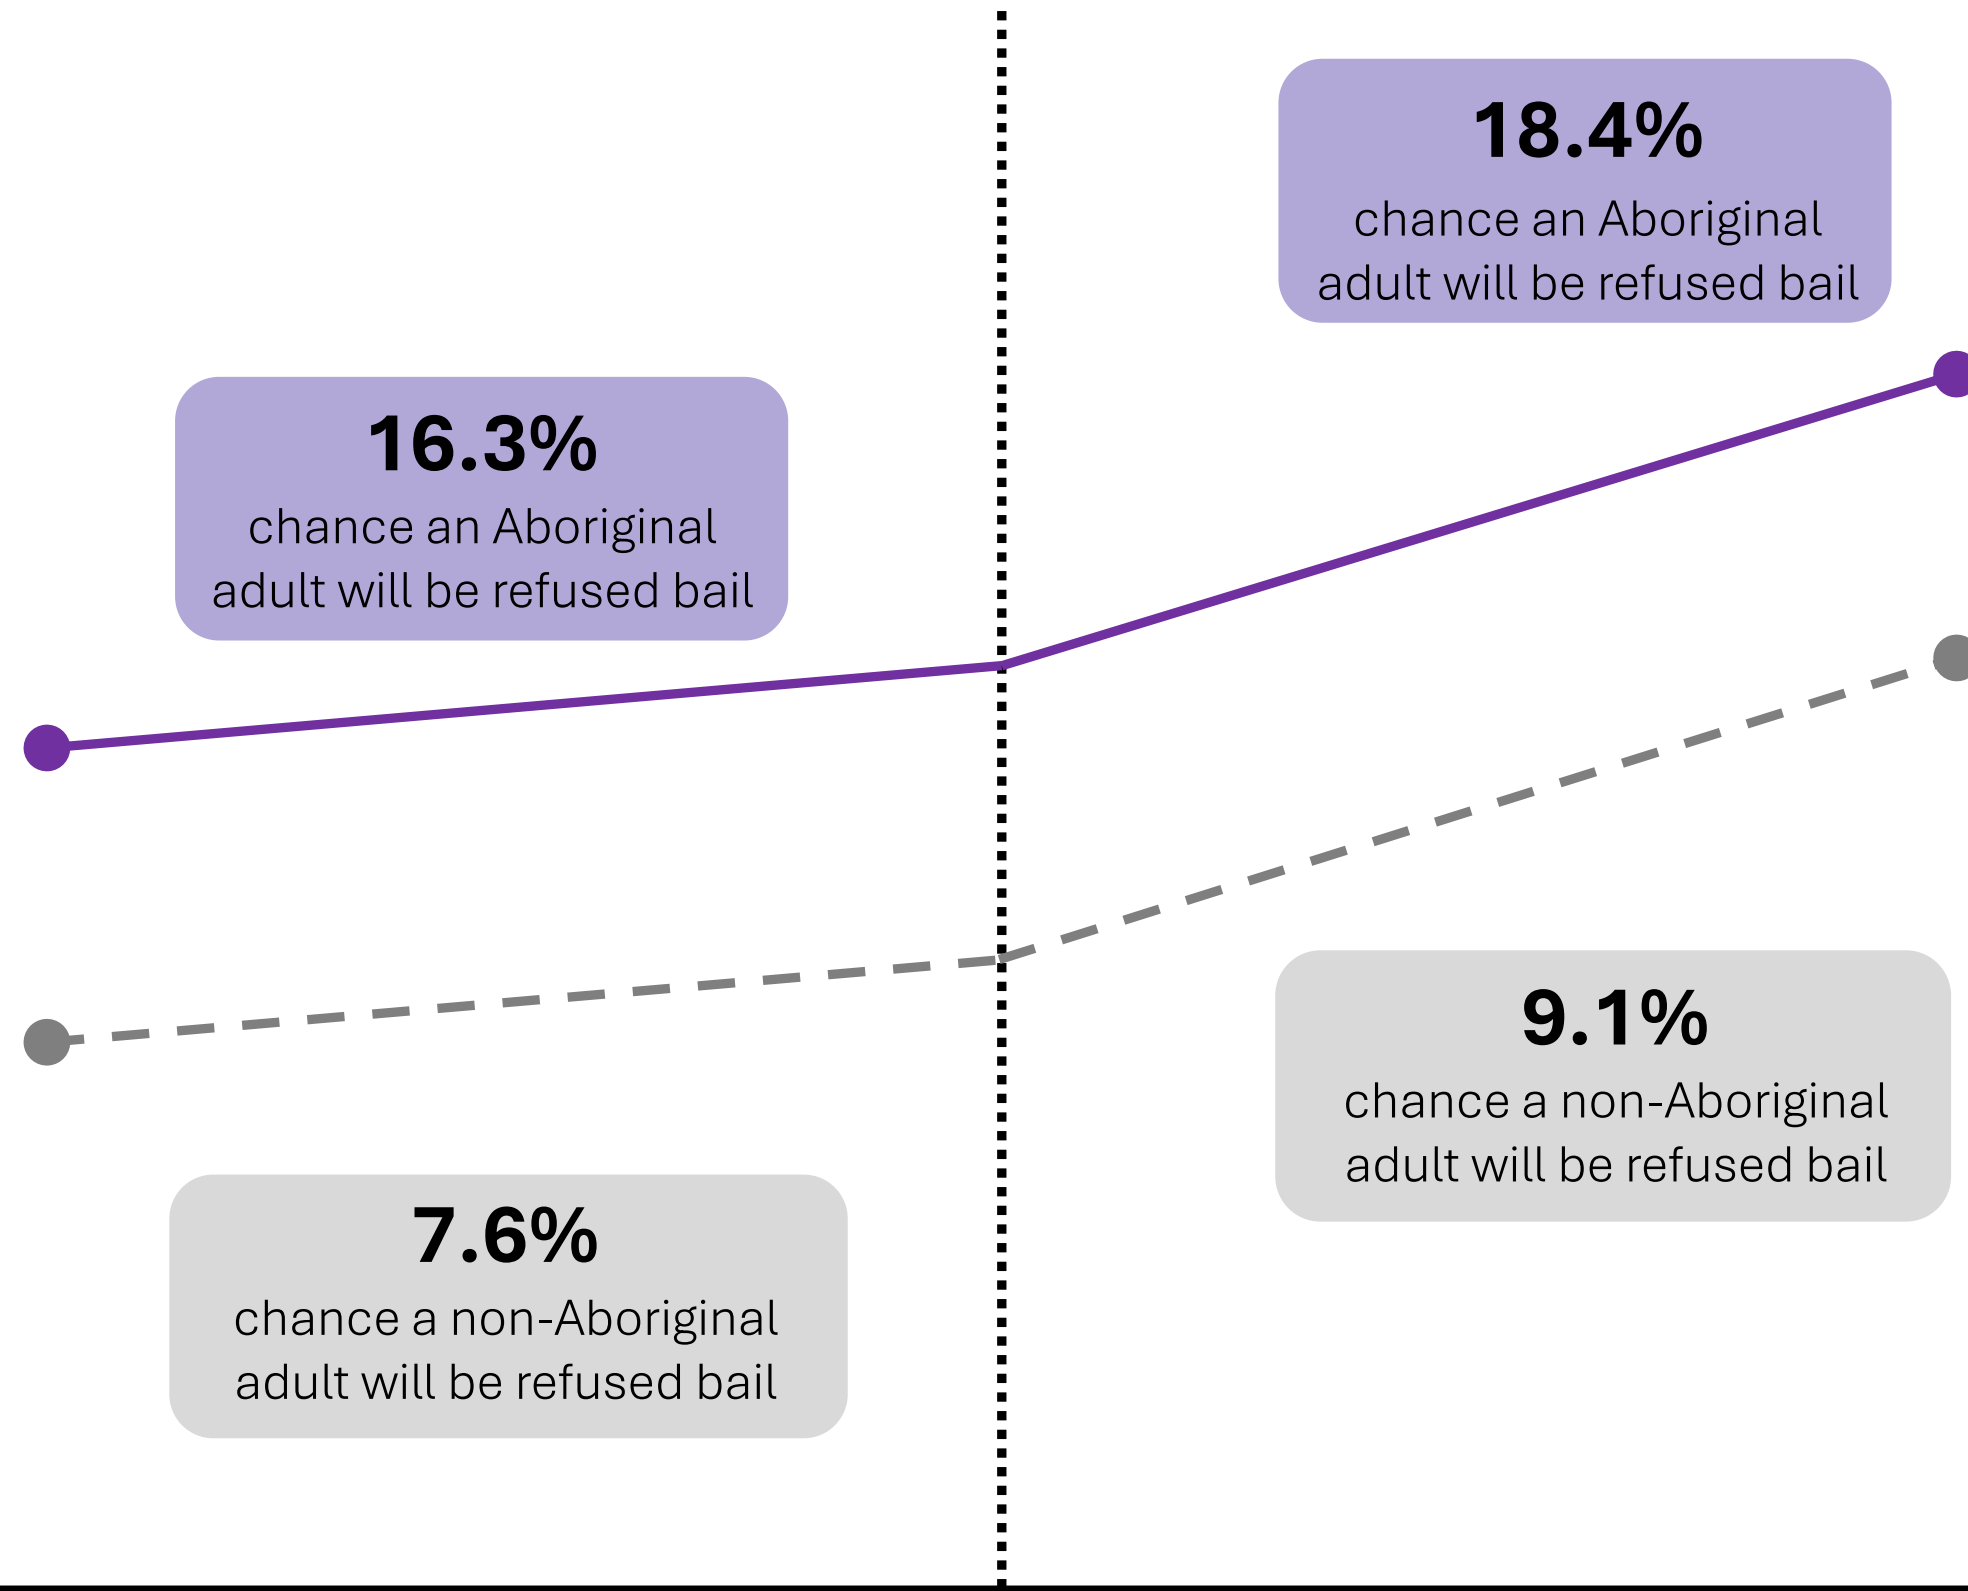 18.4%
chance an Aboriginal
adult will be refused bail
16.3%
chance an Aboriginal
adult will be refused bail
9.1%
chance a non-Aboriginal
adult will be refused bail
7.6%
chance a non-Aboriginal
adult will be refused bail